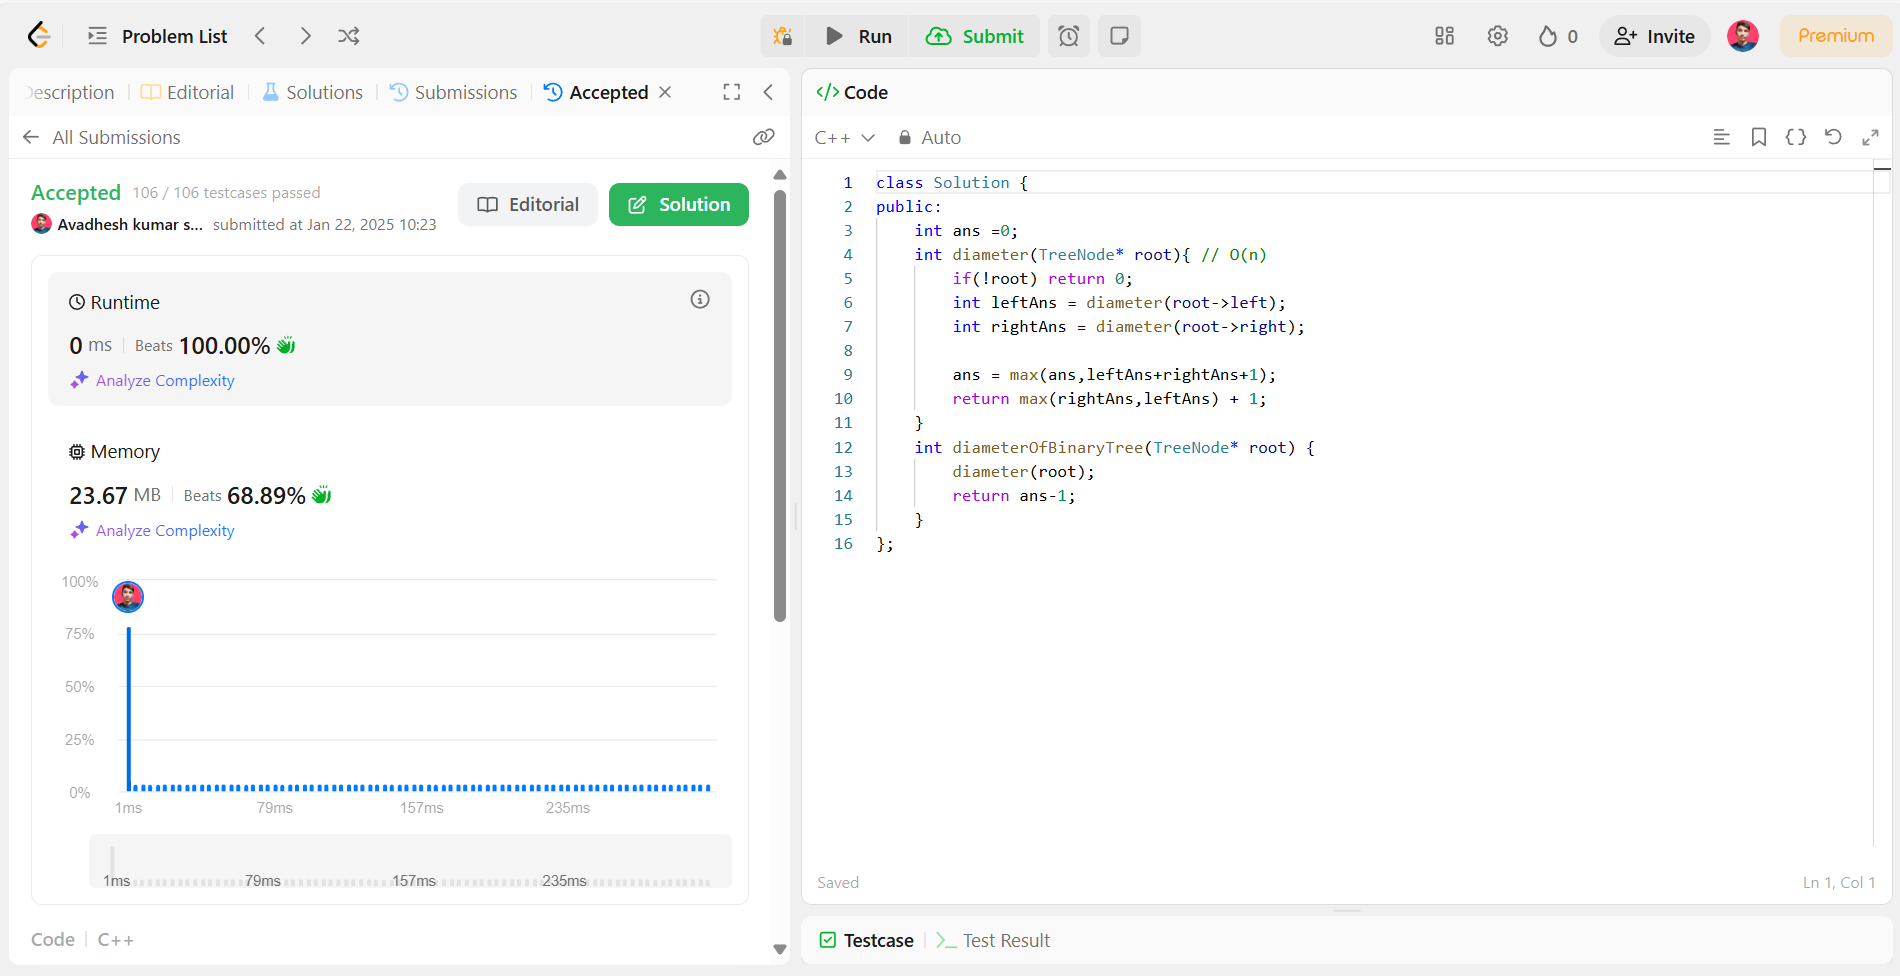 Problem List
Run
Submit
0
Invite
Premium
Description
Editorial
Solutions
Submissions
Accepted
All Submissions
Accepted 106 / 106 testcases passed
Avadhesh kumar s... submitted at Jan 22, 2025 10:23
Editorial
Solution
Runtime
0 ms Beats 100.00%
Analyze Complexity
Memory
23.67 MB Beats 68.89%
Analyze Complexity
100%
75%
50%
25%
0%
1ms 79ms 157ms 235ms
1ms 79ms 157ms 235ms
Code C++
</> Code
C++ Auto
1 class Solution {
2 public:
3 int ans =0;
4 int diameter(TreeNode* root){ // O(n)
5 if(!root) return 0;
6 int leftAns = diameter(root->left);
7 int rightAns = diameter(root->right);
8
9 ans = max(ans,leftAns+rightAns+1);
10 return max(rightAns,leftAns) + 1;
11 }
12 int diameterOfBinaryTree(TreeNode* root) {
13 diameter(root);
14 return ans-1;
15 }
16 };
Saved
Ln 1, Col 1
Testcase
Test Result